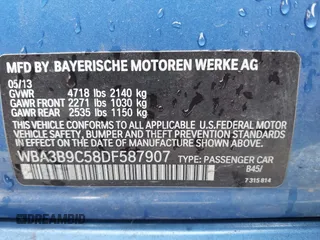 MFD BY BAYERISCHE MOTOREN WERKE AG
05/13
GVWR 4718 lbs 2140 kg
GAWR FRONT 2271 lbs 1030 kg
GAWR REAR 2535 lbs 1150 kg
THIS VEHICLE CONFORMS TO ALL APPLICABLE
U.S. FEDERAL MOTOR VEHICLE SAFETY,
BUMPER, AND THEFT PREVENTION STANDARDS
IN EFFECT ON THE DATE OF MANUFACTURE
SHOWN ABOVE.
WBA3B9C58DF587907 TYPE: PASSENGER CAR
B45/
7 315 814